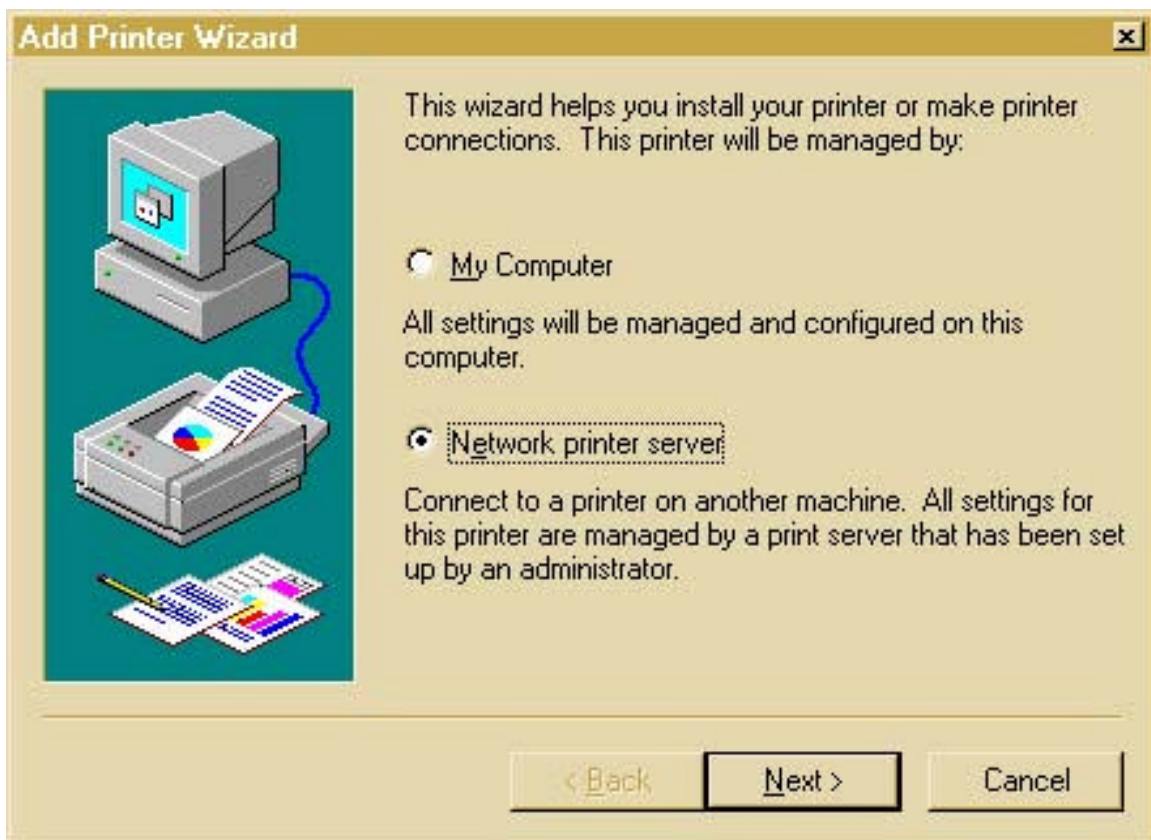 Add Printer Wizard
This wizard helps you install your printer or make printer
connections. This printer will be managed by:
My Computer
All settings will be managed and configured on this
computer.
Network printer server
Connect to a printer on another machine. All settings for
this printer are managed by a print server that has been set
up by an administrator.
< Back
Next >
Cancel